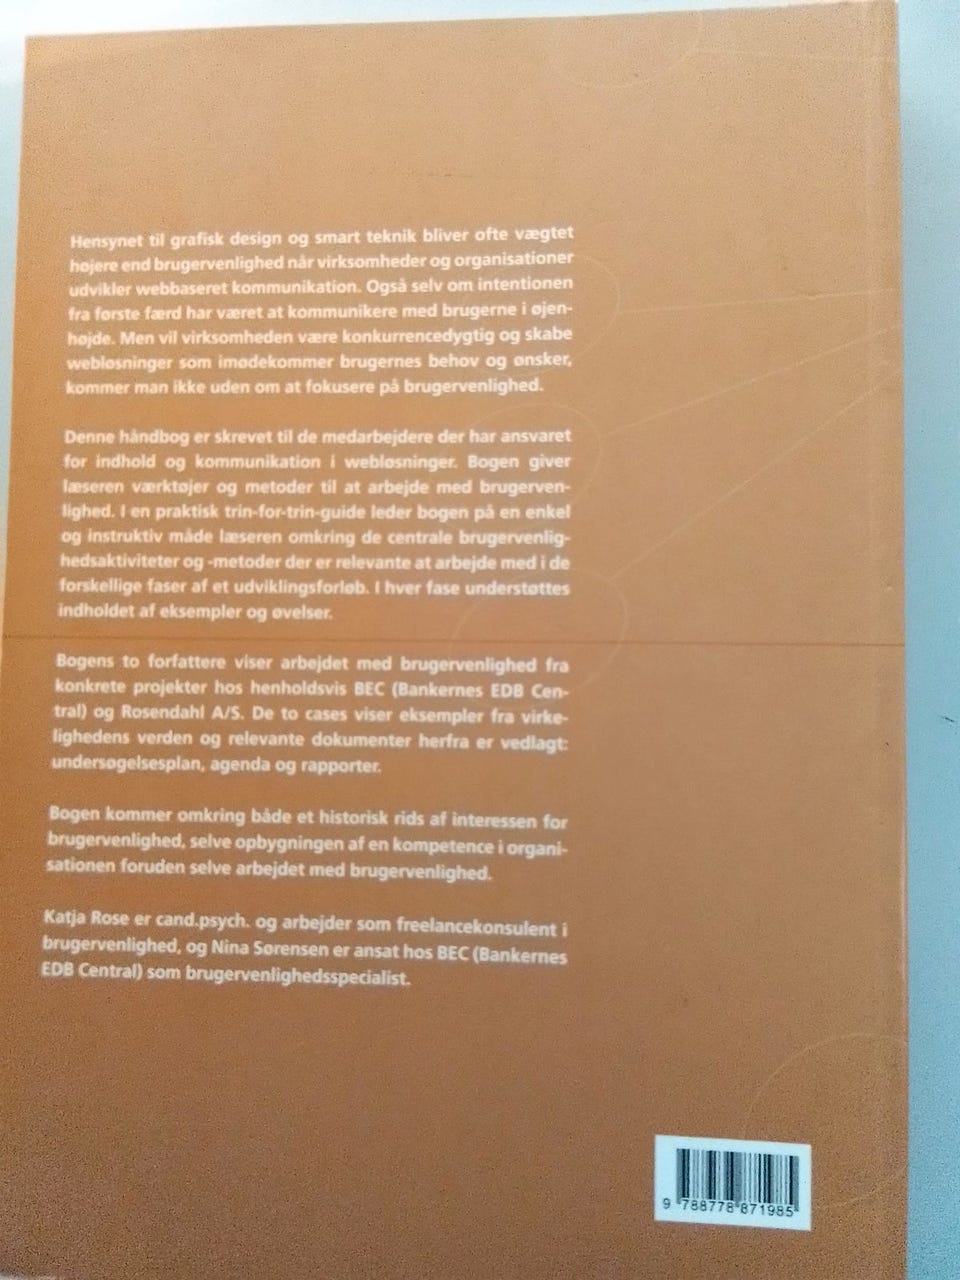 Hensynet til grafisk design og smart teknik bliver ofte vægtet
højere end brugervenlighed når virksomheder og organisationer
udvikler webbaseret kommunikation. Også selv om intentionen
fra første færd har været at kommunikere med brugerne i øjen-
højde. Men vil virksomheden være konkurrencedygtig og skabe
webløsninger som imødekommer brugernes behov og ønsker,
kommer man ikke uden om at fokusere på brugervenlighed.
Denne håndbog er skrevet til de medarbejdere der har ansvaret
for indhold og kommunikation i webløsninger. Bogen giver
læseren værktøjer og metoder til at arbejde med brugerven-
lighed. I en praktisk trin-for-trin-guide leder bogen på en enkel
og instruktiv måde læseren omkring de centrale brugervenlig-
hedsaktiviteter og -metoder der er relevante at arbejde med i de
forskellige faser af et udviklingsforløb. I hver fase understøttes
indholdet af eksempler og øvelser.
Bogens to forfattere viser arbejdet med brugervenlighed fra
konkrete projekter hos henholdsvis BEC (Bankernes EDB Cen-
tral) og Rosendahl A/S. De to cases viser eksempler fra virke-
lighedens verden og relevante dokumenter herfra er vedlagt:
undersøgelsesplan, agenda og rapporter.
Bogen kommer omkring både et historisk rids af interessen for
brugervenlighed, selve opbygningen af en kompetence i organi-
sationen foruden selve arbejdet med brugervenlighed.
Katja Rose er cand.psych. og arbejder som freelancekonsulent i
brugervenlighed, og Nina Sørensen er ansat hos BEC (Bankernes
EDB Central) som brugervenlighedsspecialist.
9 788778 871985